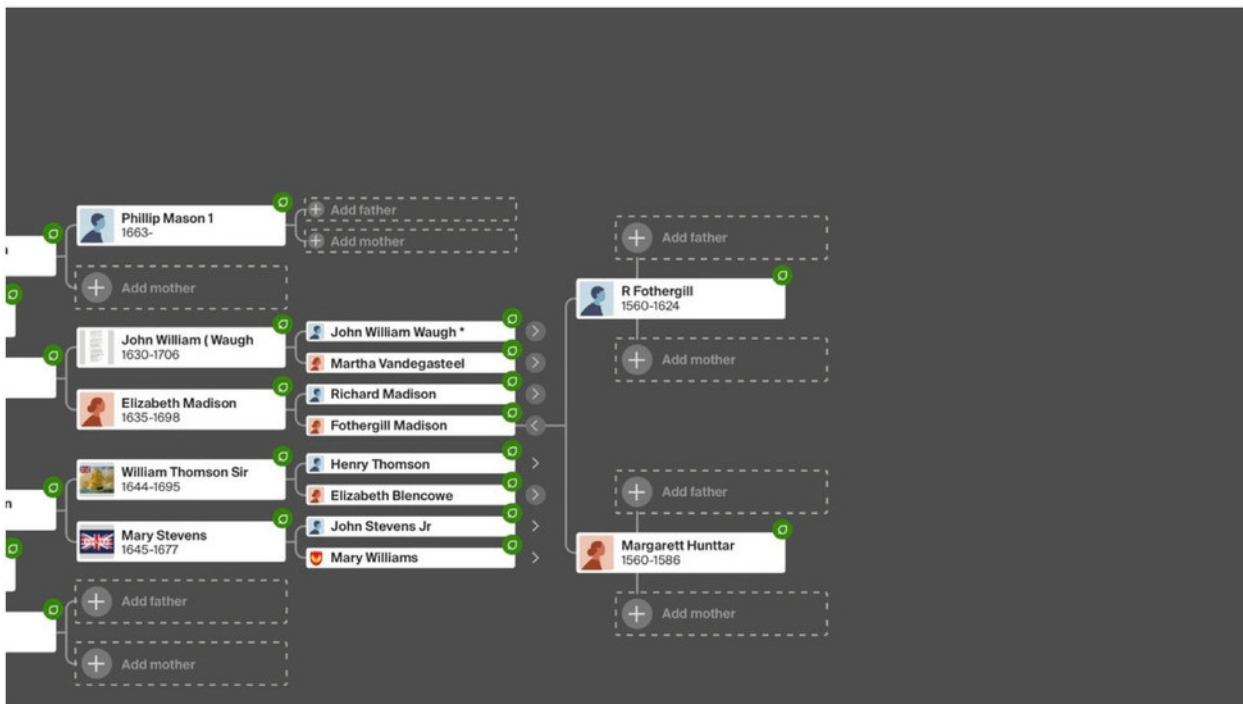 Phillip Mason 1
1663-
Add mother
John William ( Waugh
1630-1706
Elizabeth Madison
1635-1698
William Thomson Sir
1644-1695
Mary Stevens
1645-1677
Add father
Add mother
Add father
Add mother
John William Waugh *
Martha Vandegasteel
Richard Madison
Fothergill Madison
Henry Thomson
Elizabeth Blencowe
John Stevens Jr
Mary Williams
Add father
R Fothergill
1560-1624
Add mother
Add father
Margarett Hunttar
1560-1586
Add mother